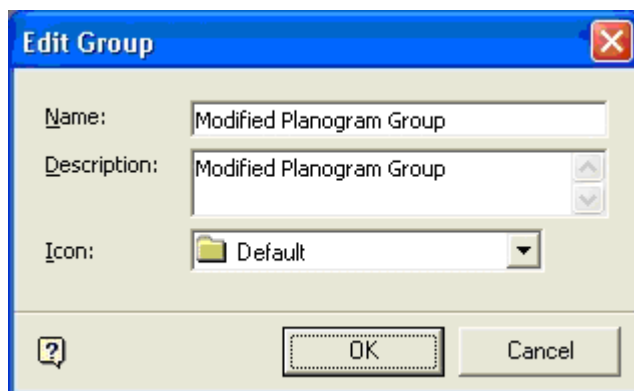 Edit Group
Name:
Modified Planogram Group
Description:
Modified Planogram Group
Icon:
Default
?
OK
Cancel